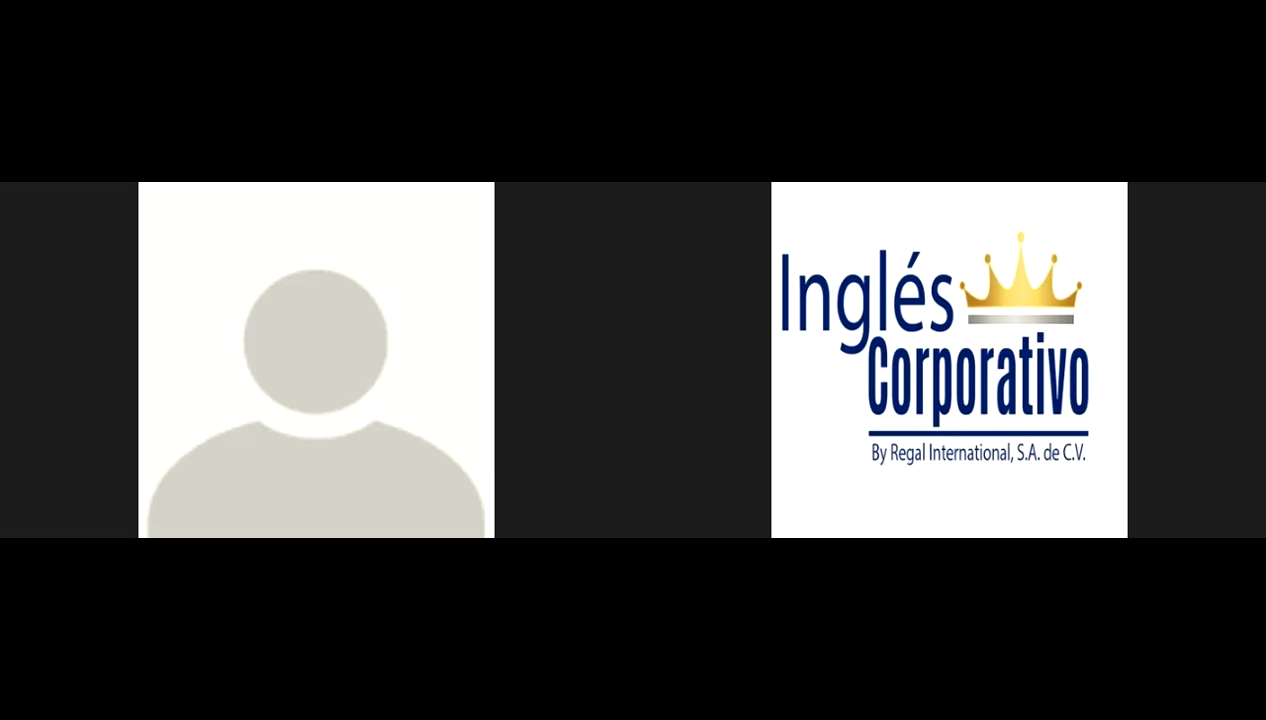 Inglés
Corporativo
By Regal International, S.A. de C.V.